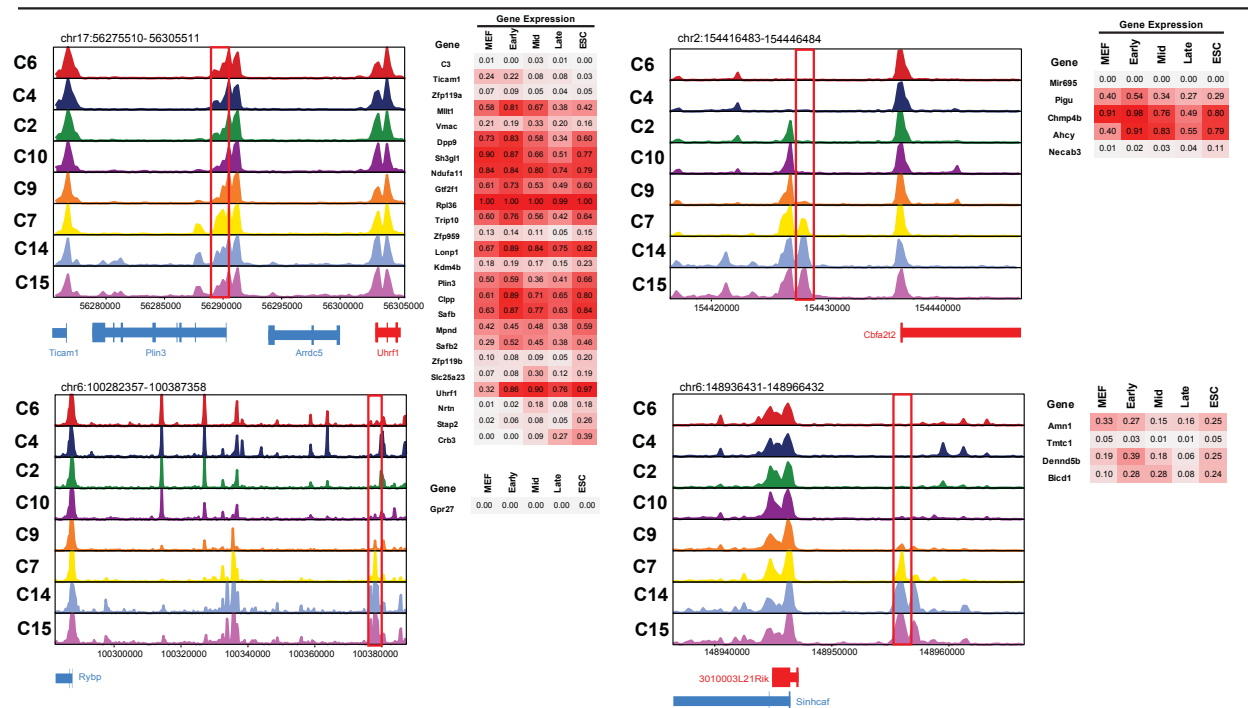 chr17:56275510-56305511
C6
C4
C2
C10
C9
C7
C14
C15
56280000 56285000 56290000 56295000 56300000 56305000
Ticam1 Plin3 Arrdc5 Uhrf1
Gene Expression
Gene MEF Early Mid Late ESC
C3 0.01 0.00 0.03 0.01 0.00
Ticam1 0.24 0.22 0.08 0.08 0.03
Zfp119a 0.07 0.09 0.05 0.04 0.05
Mllt1 0.58 0.81 0.67 0.38 0.42
Vmac 0.21 0.19 0.33 0.20 0.16
Dpp9 0.73 0.83 0.58 0.34 0.60
Sh3gl1 0.90 0.87 0.66 0.51 0.77
Ndufa11 0.84 0.84 0.80 0.74 0.79
Gtf2f1 0.61 0.73 0.53 0.49 0.60
Rpl36 1.00 1.00 1.00 0.99 1.00
Trip10 0.60 0.76 0.56 0.42 0.64
Zfp959 0.13 0.14 0.11 0.05 0.15
Lonp1 0.67 0.89 0.84 0.75 0.82
Kdm4b 0.18 0.19 0.17 0.15 0.23
Plin3 0.50 0.59 0.36 0.41 0.66
Clpp 0.61 0.89 0.71 0.65 0.80
Safb 0.63 0.87 0.77 0.63 0.84
Mpnd 0.42 0.45 0.48 0.38 0.59
Safb2 0.29 0.52 0.45 0.38 0.46
Zfp119b 0.10 0.08 0.09 0.05 0.20
Slc25a23 0.07 0.08 0.30 0.12 0.19
Uhrf1 0.32 0.86 0.90 0.76 0.97
Nrtn 0.01 0.02 0.18 0.08 0.18
Stap2 0.02 0.06 0.08 0.05 0.26
Crb3 0.00 0.00 0.09 0.27 0.39
chr2:154416483-154446484
C6
C4
C2
C10
C9
C7
C14
C15
154420000 154430000 154440000
Cbfa2t2
Gene Expression
Gene MEF Early Mid Late ESC
Mir695 0.00 0.00 0.00 0.00 0.00
Pigu 0.40 0.54 0.34 0.27 0.29
Chmp4b 0.91 0.98 0.76 0.49 0.80
Ahcy 0.40 0.91 0.83 0.55 0.79
Necab3 0.01 0.02 0.03 0.04 0.11
chr6:100282357-100387358
C6
C4
C2
C10
C9
C7
C14
C15
100300000 100320000 100340000 100360000 100380000
Rybp
Gene MEF Early Mid Late ESC
Gpr27 0.00 0.00 0.00 0.00 0.00
chr6:148936431-148966432
C6
C4
C2
C10
C9
C7
C14
C15
148940000 148950000 148960000
3010003L21Rik
Sinhcaf
Gene MEF Early Mid Late ESC
Amn1 0.33 0.27 0.15 0.16 0.25
Tmtc1 0.05 0.03 0.01 0.01 0.05
Dennd5b 0.19 0.39 0.18 0.06 0.25
Bicd1 0.10 0.28 0.28 0.08 0.24